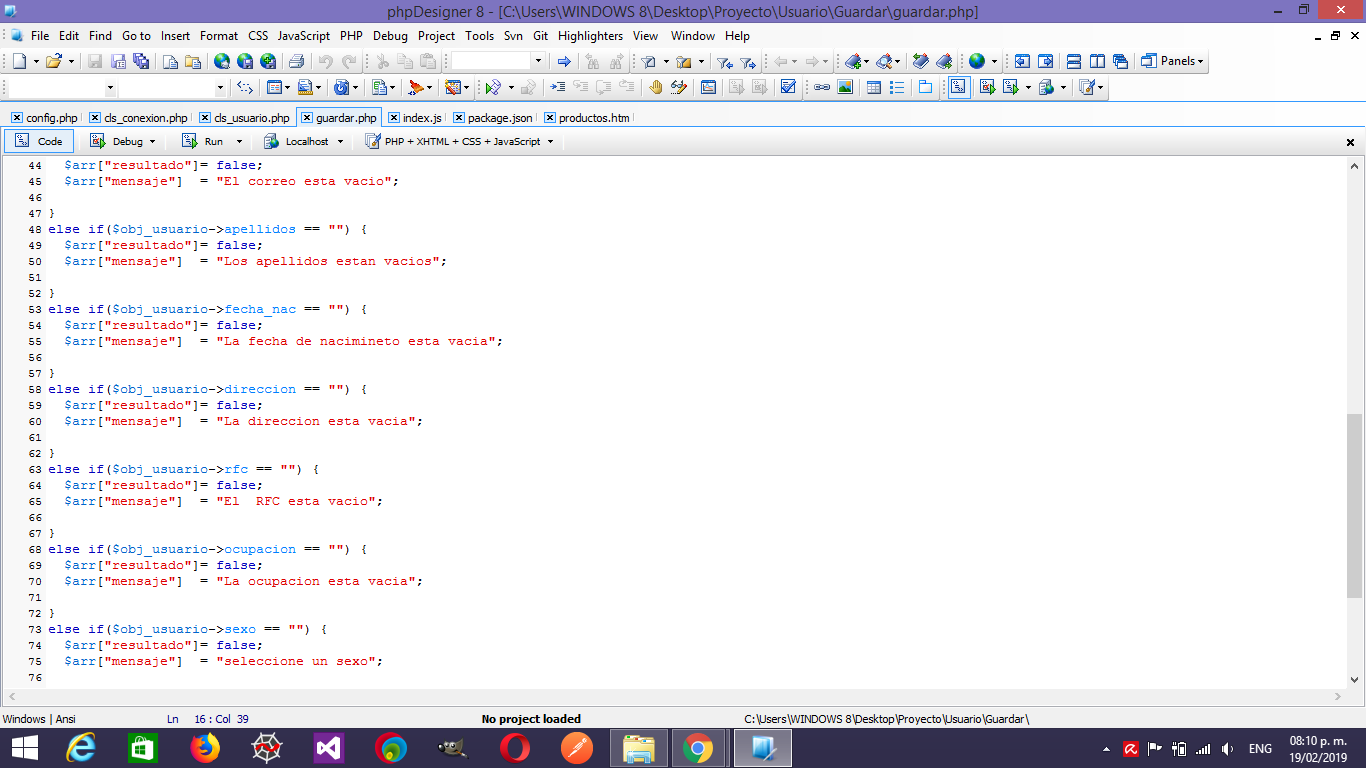 phpDesigner 8 - [C:\Users\WINDOWS 8\Desktop\Proyecto\Usuario\Guardar\guardar.php]
File Edit Find Go to Insert Format CSS JavaScript PHP Debug Project Tools Svn Git Highlighters View Window Help
Panels
config.php cls_conexion.php cls_usuario.php guardar.php index.js package.json productos.htm
Code Debug Run Localhost PHP + XHTML + CSS + JavaScript
44 $arr["resultado"]= false;
45 $arr["mensaje"]  = "El correo esta vacio";
46
47 }
48 else if($obj_usuario->apellidos == "") {
49 $arr["resultado"]= false;
50 $arr["mensaje"]  = "Los apellidos estan vacios";
51
52 }
53 else if($obj_usuario->fecha_nac == "") {
54 $arr["resultado"]= false;
55 $arr["mensaje"]  = "La fecha de nacimineto esta vacia";
56
57 }
58 else if($obj_usuario->direccion == "") {
59 $arr["resultado"]= false;
60 $arr["mensaje"]  = "La direccion esta vacia";
61
62 }
63 else if($obj_usuario->rfc == "") {
64 $arr["resultado"]= false;
65 $arr["mensaje"]  = "El  RFC esta vacio";
66
67 }
68 else if($obj_usuario->ocupacion == "") {
69 $arr["resultado"]= false;
70 $arr["mensaje"]  = "La ocupacion esta vacia";
71
72 }
73 else if($obj_usuario->sexo == "") {
74 $arr["resultado"]= false;
75 $arr["mensaje"]  = "seleccione un sexo";
76
Windows | Ansi Ln 16 : Col 39 No project loaded C:\Users\WINDOWS 8\Desktop\Proyecto\Usuario\Guardar\
ENG 08:10 p. m.
19/02/2019